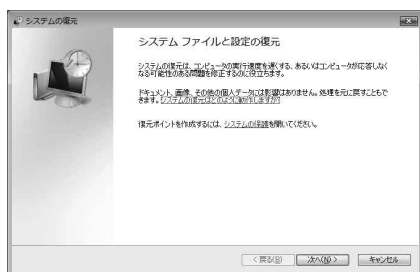 システムの復元
システム ファイルと設定の復元
システムの復元は、コンピュータの実行速度を遅くする、あるいはコンピュータが応答しなく
なる可能性のある問題を修正するのに役立ちます。
ドキュメント、画像、その他の個人データには影響はありません。処理を元に戻すこともで
きます。システムの復元はどのように動作しますか?
復元ポイントを作成するには、システムの保護を開いてください。
< 戻る(B)
次へ(N) >
キャンセル